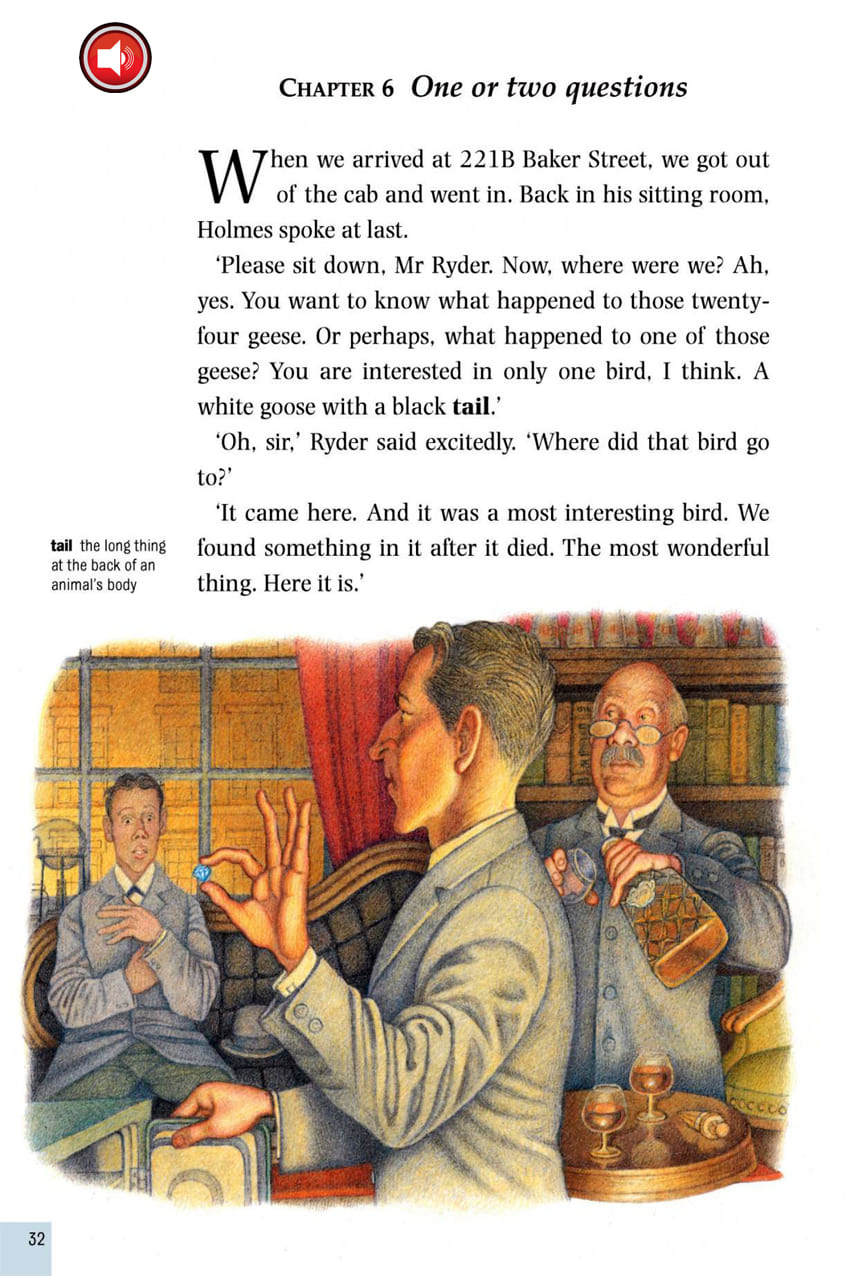 CHAPTER 6 One or two questions
When we arrived at 221B Baker Street, we got out
of the cab and went in. Back in his sitting room,
Holmes spoke at last.
‘Please sit down, Mr Ryder. Now, where were we? Ah,
yes. You want to know what happened to those twenty-
four geese. Or perhaps, what happened to one of those
geese? You are interested in only one bird, I think. A
white goose with a black tail.’
‘Oh, sir,’ Ryder said excitedly. ‘Where did that bird go
to?’
‘It came here. And it was a most interesting bird. We
found something in it after it died. The most wonderful
thing. Here it is.’
tail the long thing
at the back of an
animal's body
32